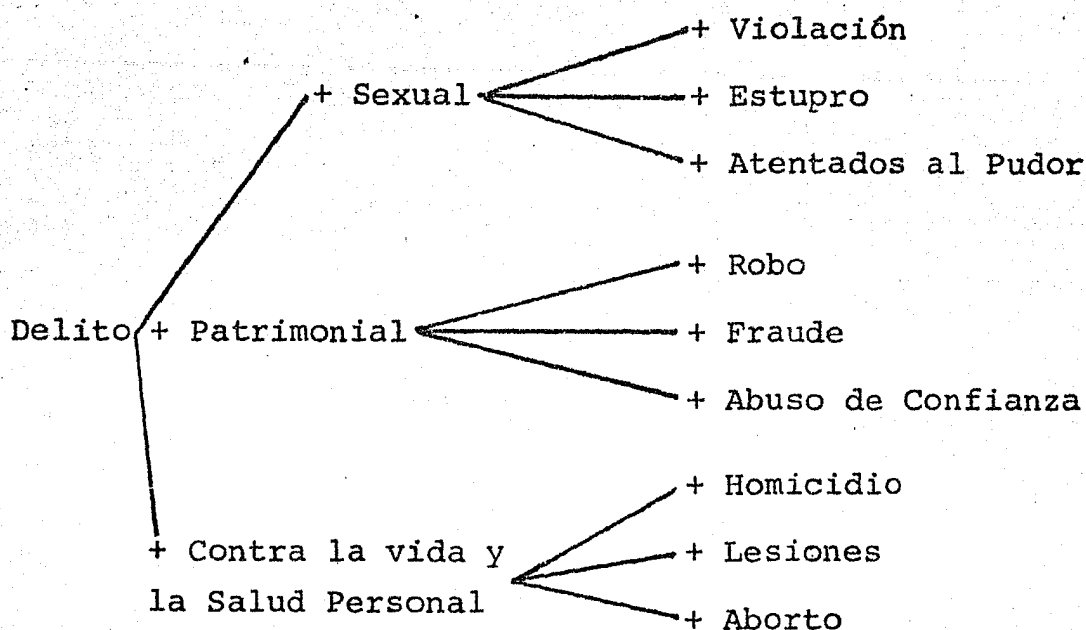 + Violación
+ Sexual
+ Estupro
+ Atentados al Pudor
+ Robo
Delito + Patrimonial
+ Fraude
+ Abuso de Confianza
+ Homicidio
+ Contra la vida y
la Salud Personal
+ Lesiones
+ Aborto